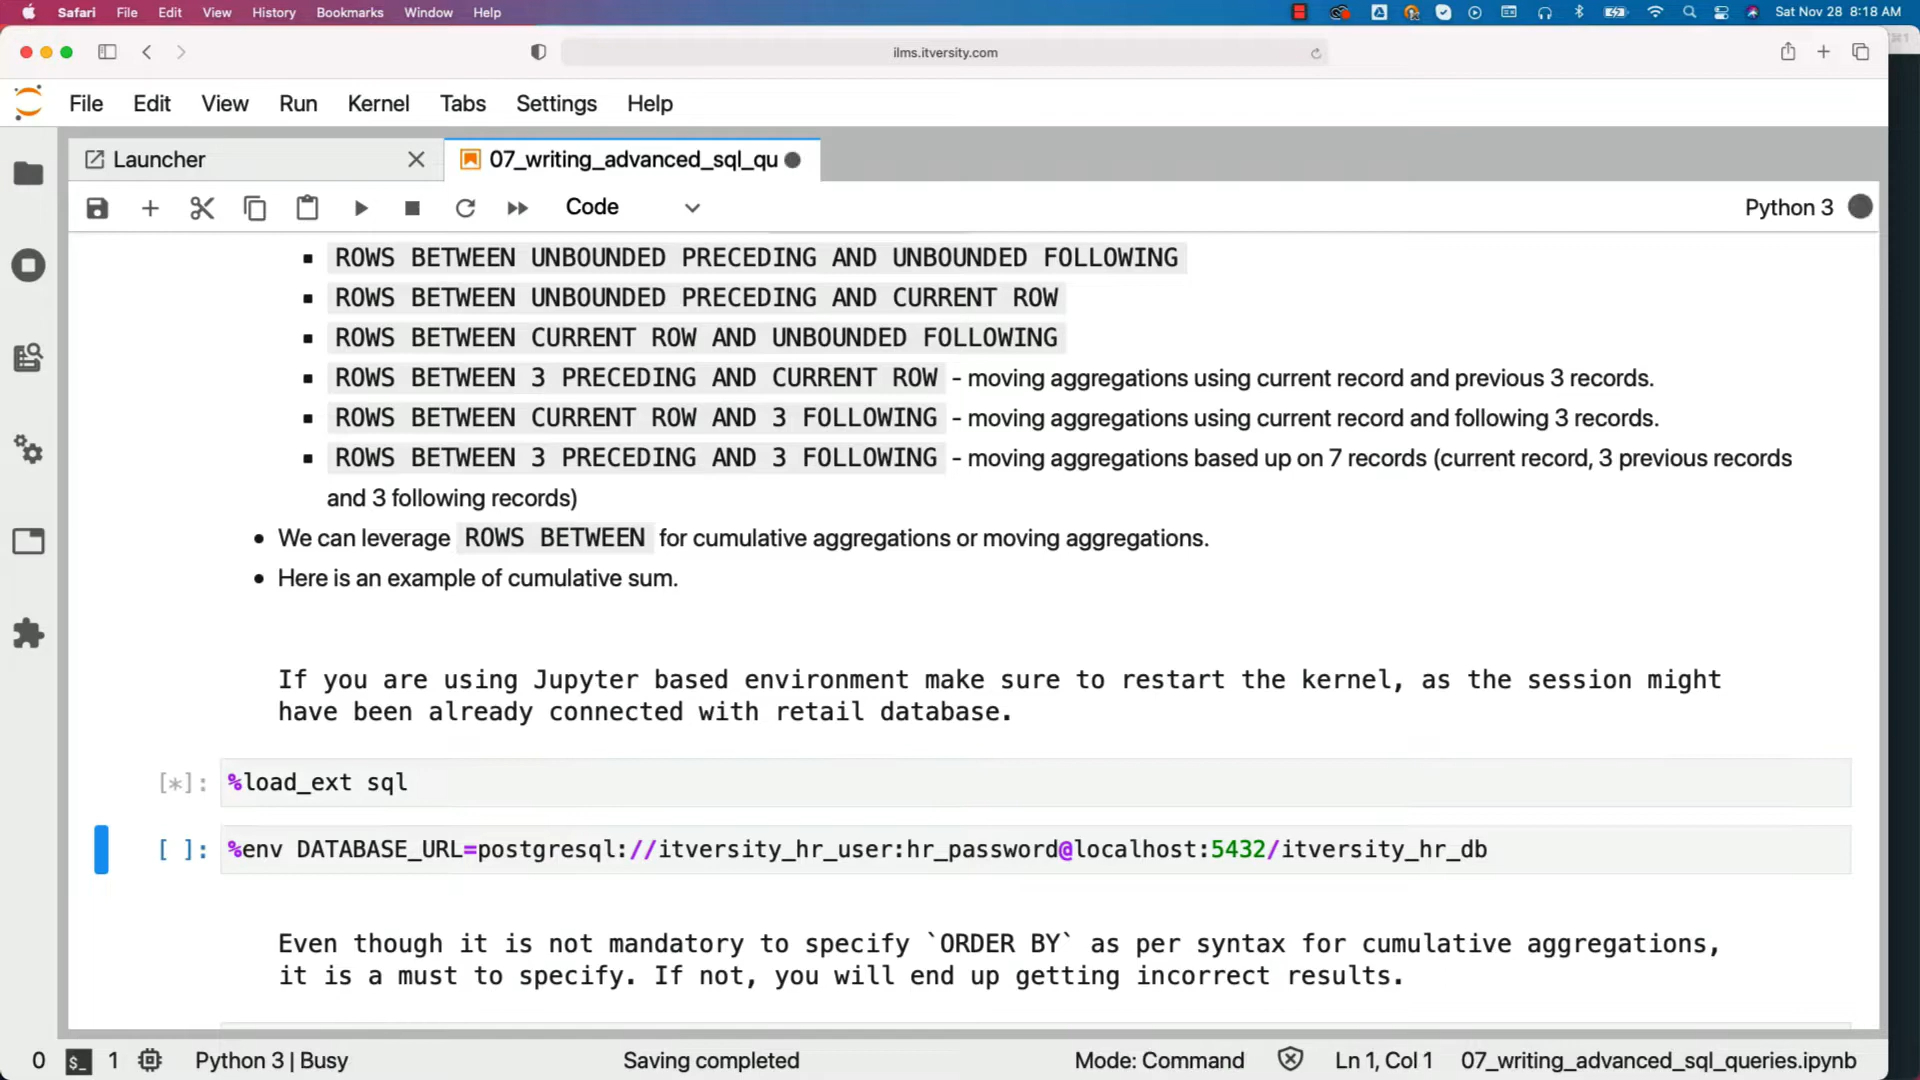 Safari File Edit View History Bookmarks Window Help Sat Nov 28 8:18 AM
ilms.itversity.com
⌘1
File Edit View Run Kernel Tabs Settings Help
Launcher 07_writing_advanced_sql_qu
Code Python 3
ROWS BETWEEN UNBOUNDED PRECEDING AND UNBOUNDED FOLLOWING
ROWS BETWEEN UNBOUNDED PRECEDING AND CURRENT ROW
ROWS BETWEEN CURRENT ROW AND UNBOUNDED FOLLOWING
ROWS BETWEEN 3 PRECEDING AND CURRENT ROW - moving aggregations using current record and previous 3 records.
ROWS BETWEEN CURRENT ROW AND 3 FOLLOWING - moving aggregations using current record and following 3 records.
ROWS BETWEEN 3 PRECEDING AND 3 FOLLOWING - moving aggregations based up on 7 records (current record, 3 previous records
and 3 following records)
We can leverage ROWS BETWEEN for cumulative aggregations or moving aggregations.
Here is an example of cumulative sum.
If you are using Jupyter based environment make sure to restart the kernel, as the session might
have been already connected with retail database.
[*]: %load_ext sql
[ ]: %env DATABASE_URL=postgresql://itversity_hr_user:hr_password@localhost:5432/itversity_hr_db
Even though it is not mandatory to specify `ORDER BY` as per syntax for cumulative aggregations,
it is a must to specify. If not, you will end up getting incorrect results.
0 $_ 1 Python 3 | Busy Saving completed Mode: Command Ln 1, Col 1 07_writing_advanced_sql_queries.ipynb